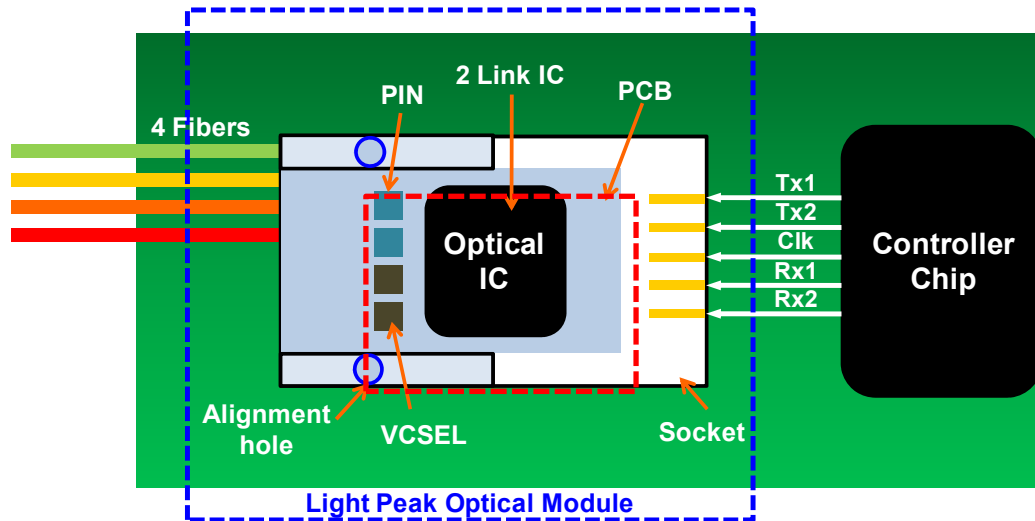 2 Link IC
PIN
PCB
4 Fibers
Tx1
Tx2
Clk
Rx1
Rx2
Optical
IC
Controller
Chip
Alignment
hole
VCSEL
Socket
Light Peak Optical Module